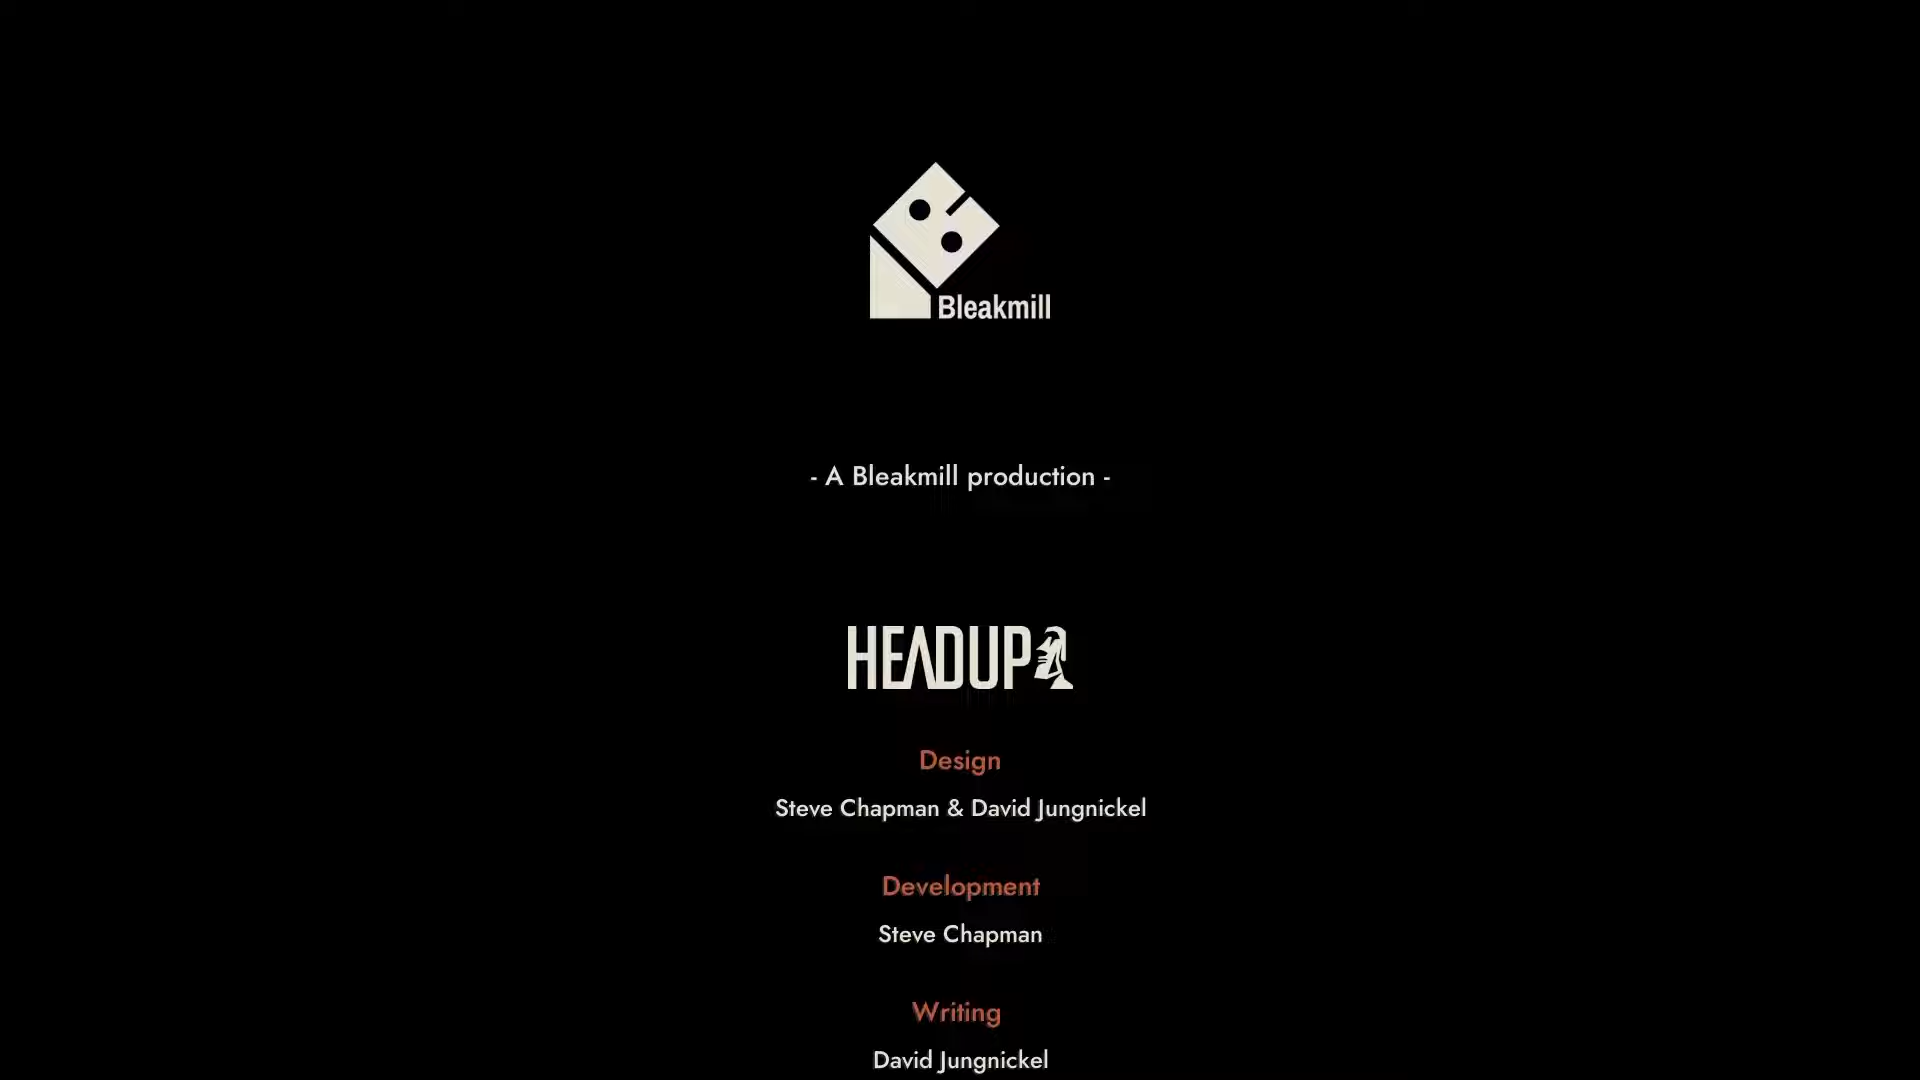 Bleakmill
- A Bleakmill production -
HEADUP
Design
Steve Chapman & David Jungnickel
Development
Steve Chapman
Writing
David Jungnickel